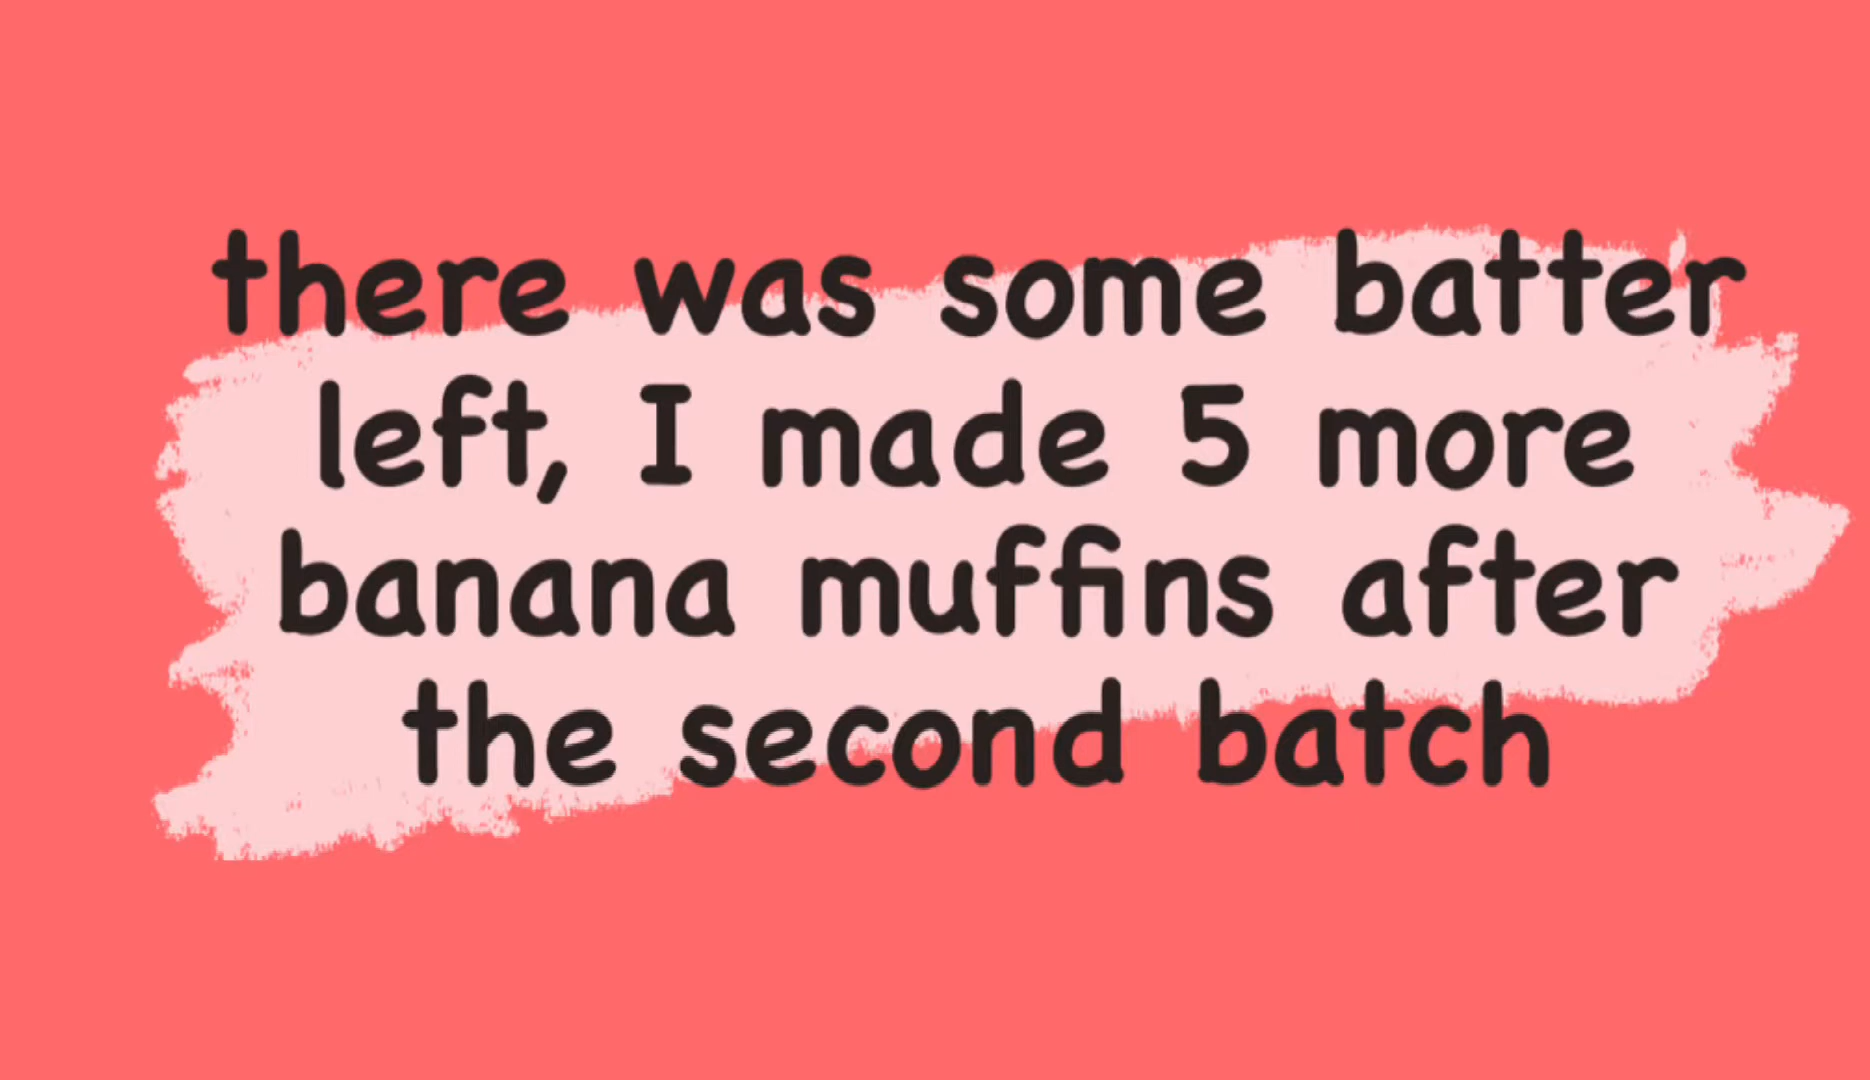 there was some batter
left, I made 5 more
banana muffins after
the second batch